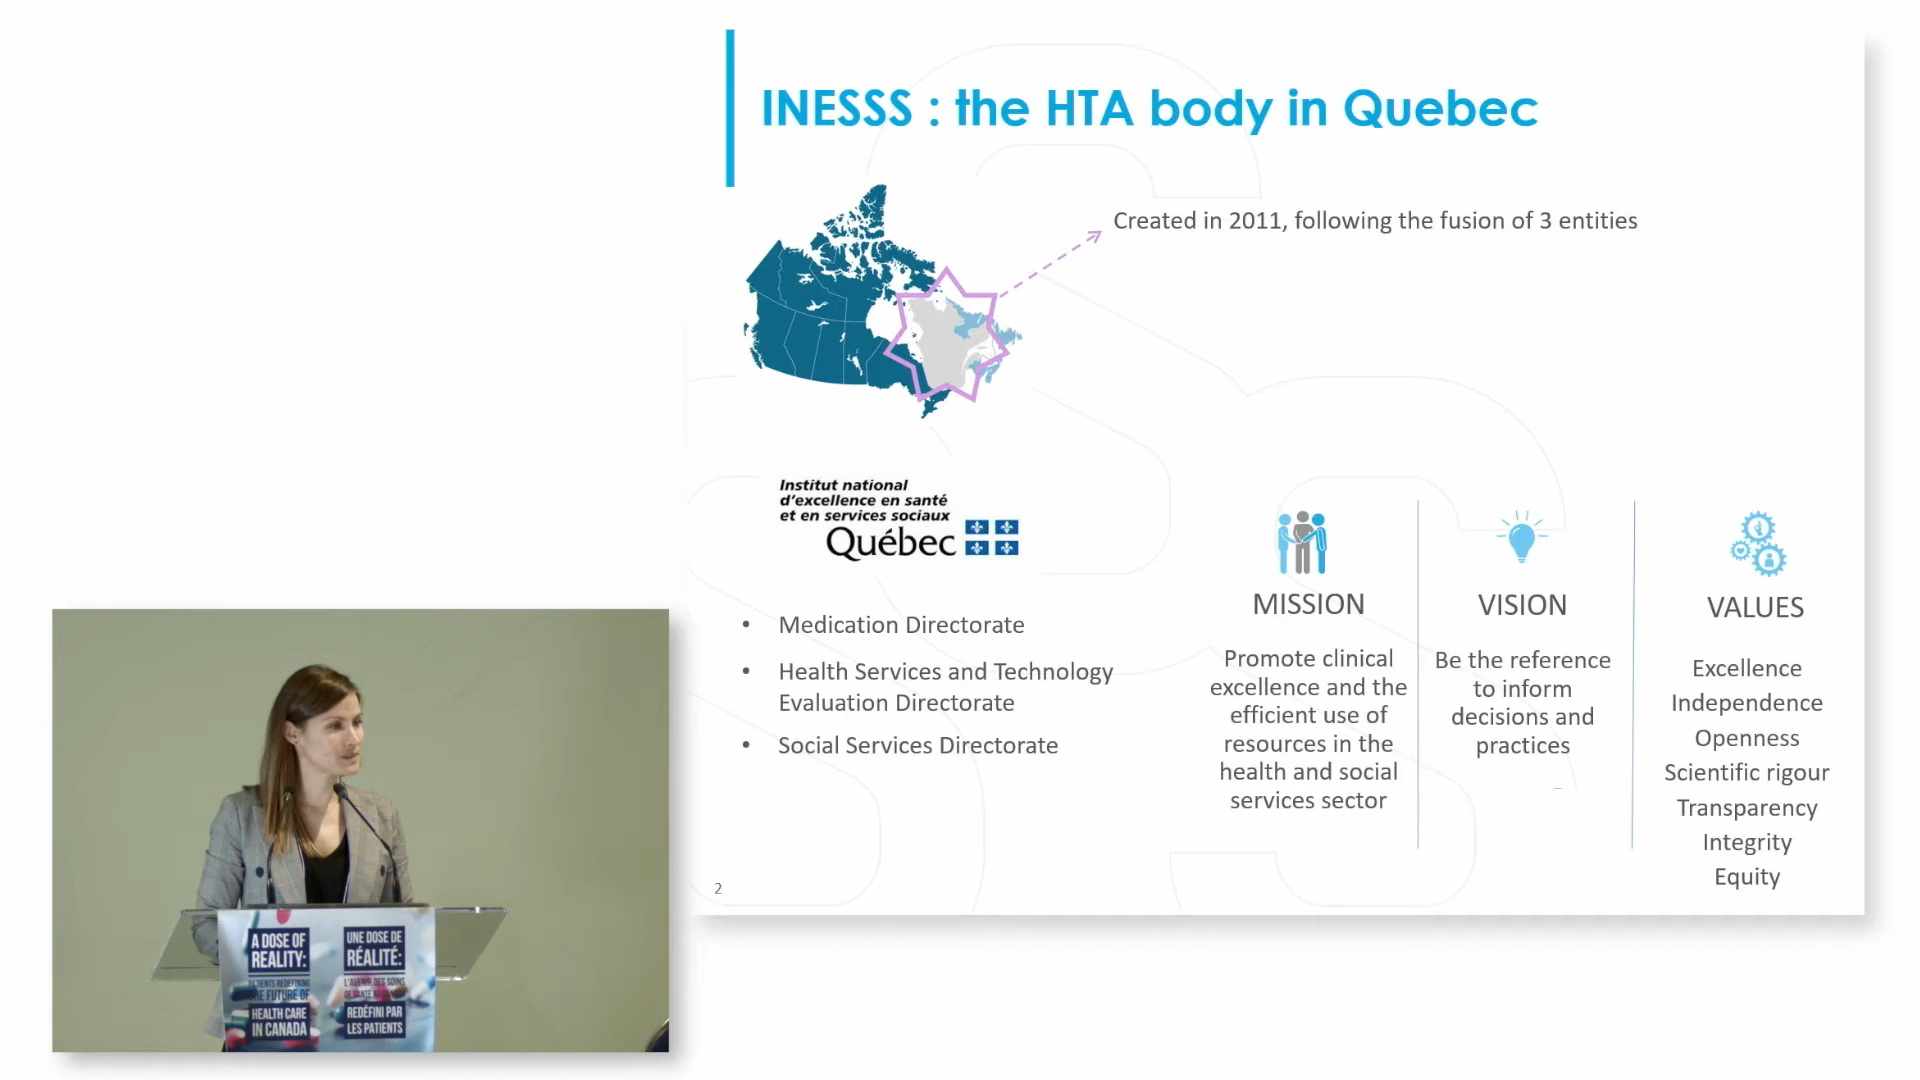 INESSS : the HTA body in Quebec
Created in 2011, following the fusion of 3 entities
Institut national
d'excellence en santé
et en services sociaux
Québec
• Medication Directorate
• Health Services and Technology
Evaluation Directorate
• Social Services Directorate
MISSION
Promote clinical
excellence and the
efficient use of
resources in the
health and social
services sector
VISION
Be the reference
to inform
decisions and
practices
VALUES
Excellence
Independence
Openness
Scientific rigour
Transparency
Integrity
Equity
2
A DOSE OF
REALITY:
PATIENTS REDEFINING
THE FUTURE OF
HEALTH CARE
IN CANADA
UNE DOSE DE
RÉALITÉ:
L'AVENIR DES SOINS
DE SANTÉ AU CANADA
REDÉFINI PAR
LES PATIENTS